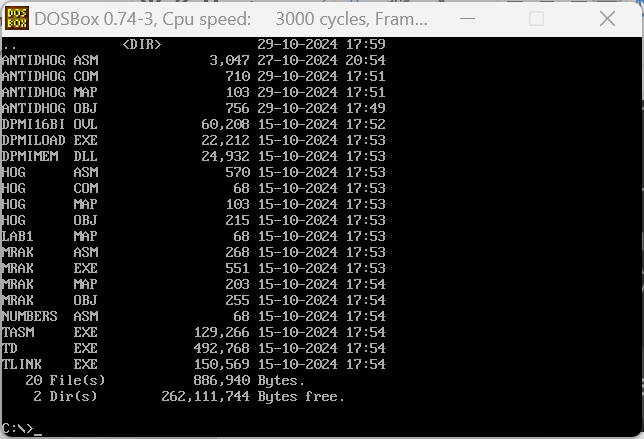 DOS
BOX
DOSBox 0.74-3, Cpu speed: 3000 cycles, Fram...
.. <DIR> 29-10-2024 17:59
ANTIDHOG ASM 3,047 27-10-2024 20:54
ANTIDHOG COM 710 29-10-2024 17:51
ANTIDHOG MAP 103 29-10-2024 17:51
ANTIDHOG OBJ 756 29-10-2024 17:49
DPMI16BI OVL 60,208 15-10-2024 17:52
DPMILOAD EXE 22,212 15-10-2024 17:53
DPMIMEM DLL 24,932 15-10-2024 17:53
HOG ASM 570 15-10-2024 17:53
HOG COM 68 15-10-2024 17:53
HOG MAP 103 15-10-2024 17:53
HOG OBJ 215 15-10-2024 17:53
LAB1 MAP 68 15-10-2024 17:53
MRAK ASM 268 15-10-2024 17:53
MRAK EXE 551 15-10-2024 17:53
MRAK MAP 203 15-10-2024 17:54
MRAK OBJ 255 15-10-2024 17:54
NUMBERS ASM 68 15-10-2024 17:54
TASM EXE 129,266 15-10-2024 17:54
TD EXE 492,768 15-10-2024 17:54
TLINK EXE 150,569 15-10-2024 17:54
20 File(s) 886,940 Bytes.
2 Dir(s) 262,111,744 Bytes free.
C:\>_